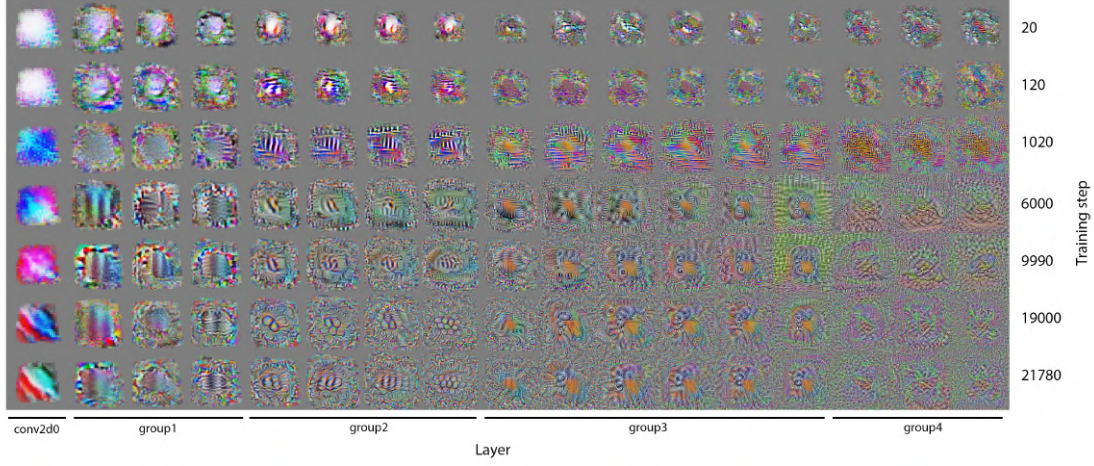 20
120
1020
6000
9990
19000
21780
Training step
conv2d0
group1
group2
group3
group4
Layer